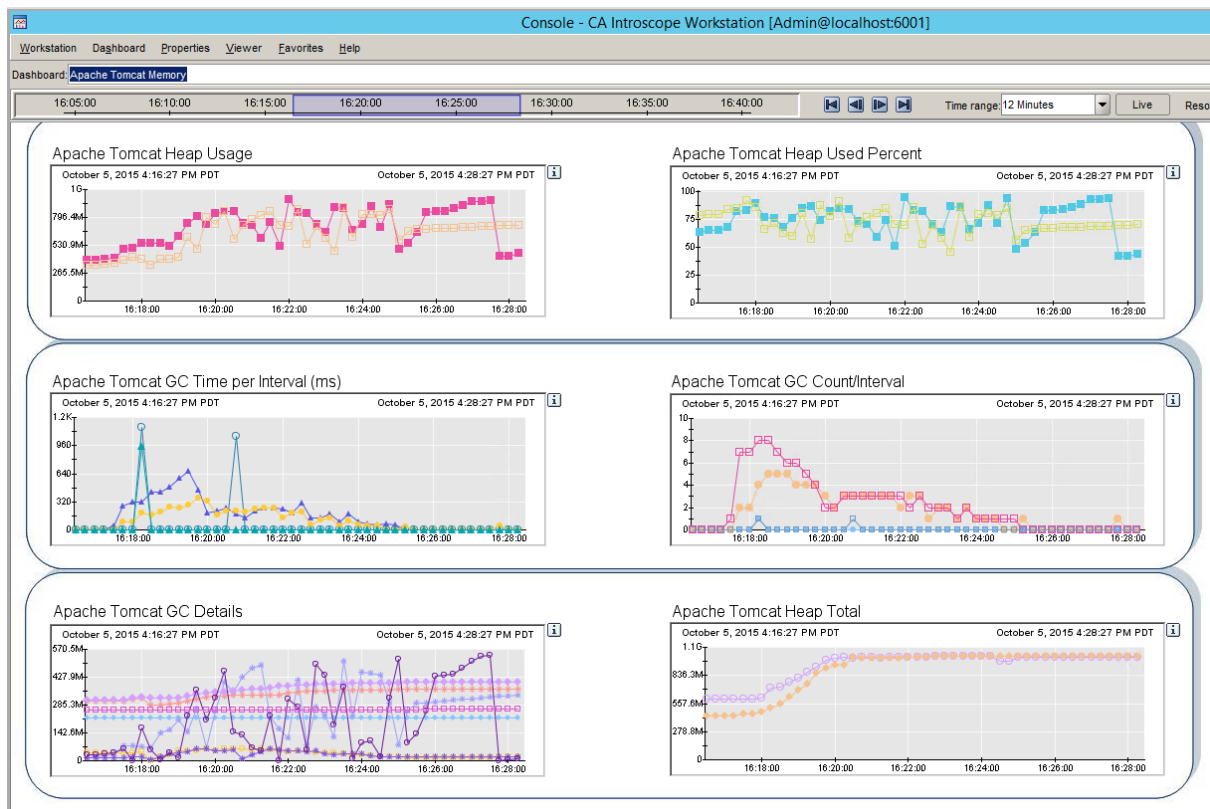 Console - CA Introscope Workstation [Admin@localhost:6001]
Workstation Dashboard Properties Viewer Favorites Help
Dashboard: Apache Tomcat Memory
16:05:00 16:10:00 16:15:00 16:20:00 16:25:00 16:30:00 16:35:00 16:40:00 Time range: 12 Minutes Live Reso
Apache Tomcat Heap Usage
October 5, 2015 4:16:27 PM PDT October 5, 2015 4:28:27 PM PDT i
1G
796.4M
530.9M
265.5M
0
16:18:00 16:20:00 16:22:00 16:24:00 16:26:00 16:28:00
Apache Tomcat Heap Used Percent
October 5, 2015 4:16:27 PM PDT October 5, 2015 4:28:27 PM PDT i
100
75
50
25
0
16:18:00 16:20:00 16:22:00 16:24:00 16:26:00 16:28:00
Apache Tomcat GC Time per Interval (ms)
October 5, 2015 4:16:27 PM PDT October 5, 2015 4:28:27 PM PDT i
1.2K
960
640
320
0
16:18:00 16:20:00 16:22:00 16:24:00 16:26:00 16:28:00
Apache Tomcat GC Count/Interval
October 5, 2015 4:16:27 PM PDT October 5, 2015 4:28:27 PM PDT i
10
8
6
4
2
0
16:18:00 16:20:00 16:22:00 16:24:00 16:26:00 16:28:00
Apache Tomcat GC Details
October 5, 2015 4:16:27 PM PDT October 5, 2015 4:28:27 PM PDT i
570.5M
427.9M
285.3M
142.6M
0
16:18:00 16:20:00 16:22:00 16:24:00 16:26:00 16:28:00
Apache Tomcat Heap Total
October 5, 2015 4:16:27 PM PDT October 5, 2015 4:28:27 PM PDT i
1.1G
836.3M
557.6M
278.8M
0
16:18:00 16:20:00 16:22:00 16:24:00 16:26:00 16:28:00